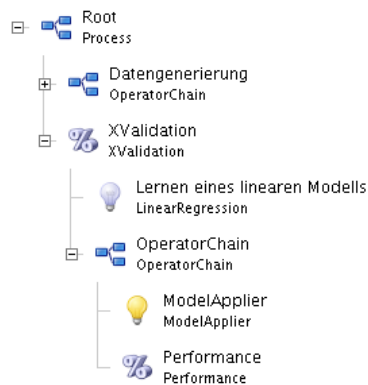 Root
Process
Datengenerierung
OperatorChain
XValidation
XValidation
Lernen eines linearen Modells
LinearRegression
OperatorChain
OperatorChain
ModelApplier
ModelApplier
Performance
Performance